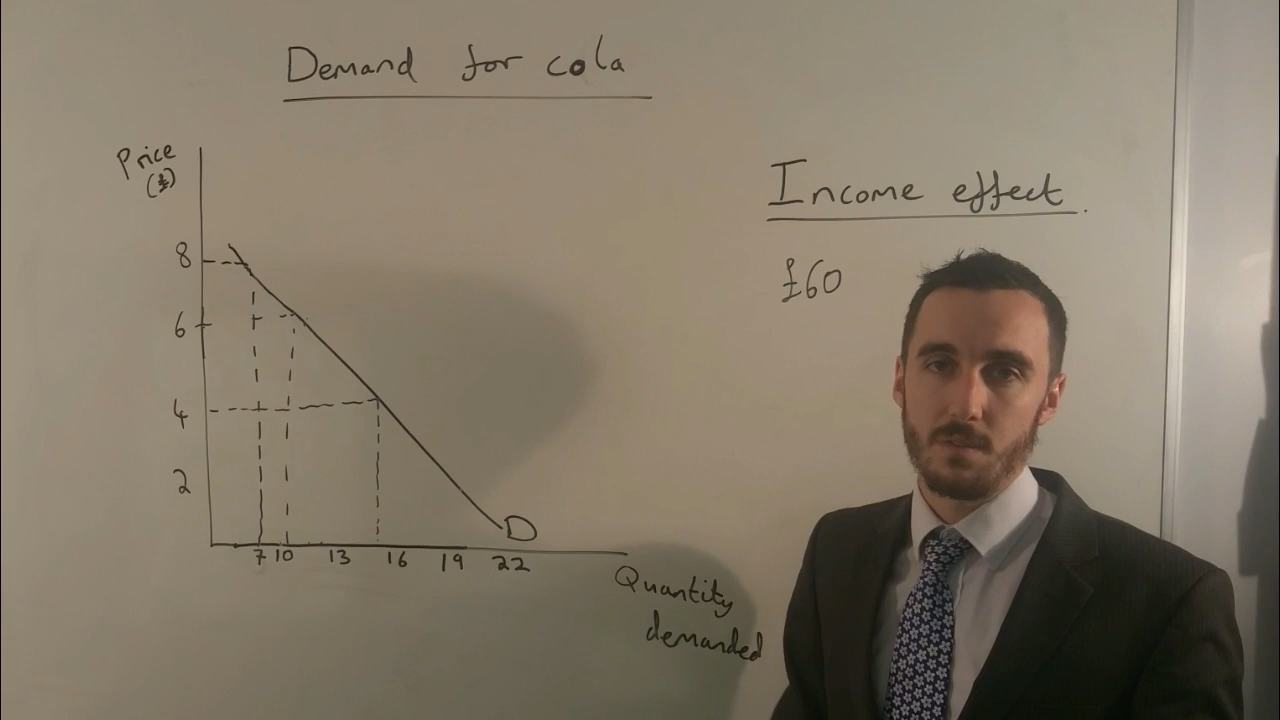 Demand for cola
Price
(£)
Income effect.
8
£60
6
4
2
D
7 10 13 16 19 22
Quantity
demanded